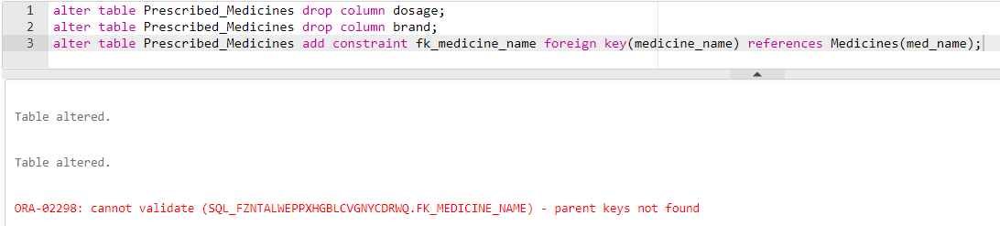 1 alter table Prescribed_Medicines drop column dosage;
2 alter table Prescribed_Medicines drop column brand;
3 alter table Prescribed_Medicines add constraint fk_medicine_name foreign key(medicine_name) references Medicines(med_name);
Table altered.
Table altered.
ORA-02298: cannot validate (SQL_FZNTALWEPPXHGBLCVGNYCDRWQ.FK_MEDICINE_NAME) - parent keys not found